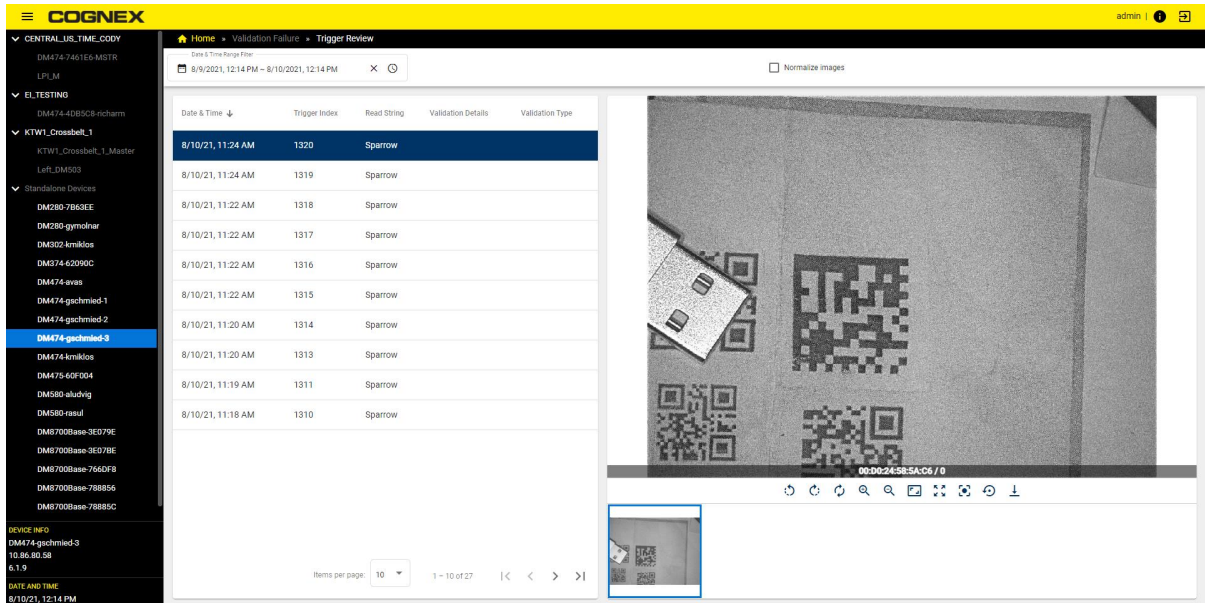 COGNEX
admin |
CENTRAL_US_TIME_CODY
DM474-7461E6-MSTR
LPI_M
EI_TESTING
DM474-4DB5C8-richarm
KTW1_Crossbelt_1
KTW1_Crossbelt_1_Master
Left_DM503
Standalone Devices
DM280-7B63EE
DM280-gymolnar
DM302-kmiklos
DM374-62090C
DM474-avas
DM474-gschmied-1
DM474-gschmied-2
DM474-gschmied-3
DM474-kmiklos
DM475-60F004
DM580-aludvig
DM580-rasul
DM8700Base-3E079E
DM8700Base-3E07BE
DM8700Base-766DF8
DM8700Base-788856
DM8700Base-78885C
DEVICE INFO
DM474-gschmied-3
10.86.80.58
6.1.9
DATE AND TIME
8/10/21, 12:14 PM
Home » Validation Failure » Trigger Review
Date & Time Range Filter
8/9/2021, 12:14 PM – 8/10/2021, 12:14 PM
Normalize images
Date & Time Trigger Index Read String Validation Details Validation Type
8/10/21, 11:24 AM 1320 Sparrow
8/10/21, 11:24 AM 1319 Sparrow
8/10/21, 11:22 AM 1318 Sparrow
8/10/21, 11:22 AM 1317 Sparrow
8/10/21, 11:22 AM 1316 Sparrow
8/10/21, 11:22 AM 1315 Sparrow
8/10/21, 11:20 AM 1314 Sparrow
8/10/21, 11:20 AM 1313 Sparrow
8/10/21, 11:19 AM 1311 Sparrow
8/10/21, 11:18 AM 1310 Sparrow
Items per page: 10 1 – 10 of 27
00:D0:24:58:5A:C6 / 0